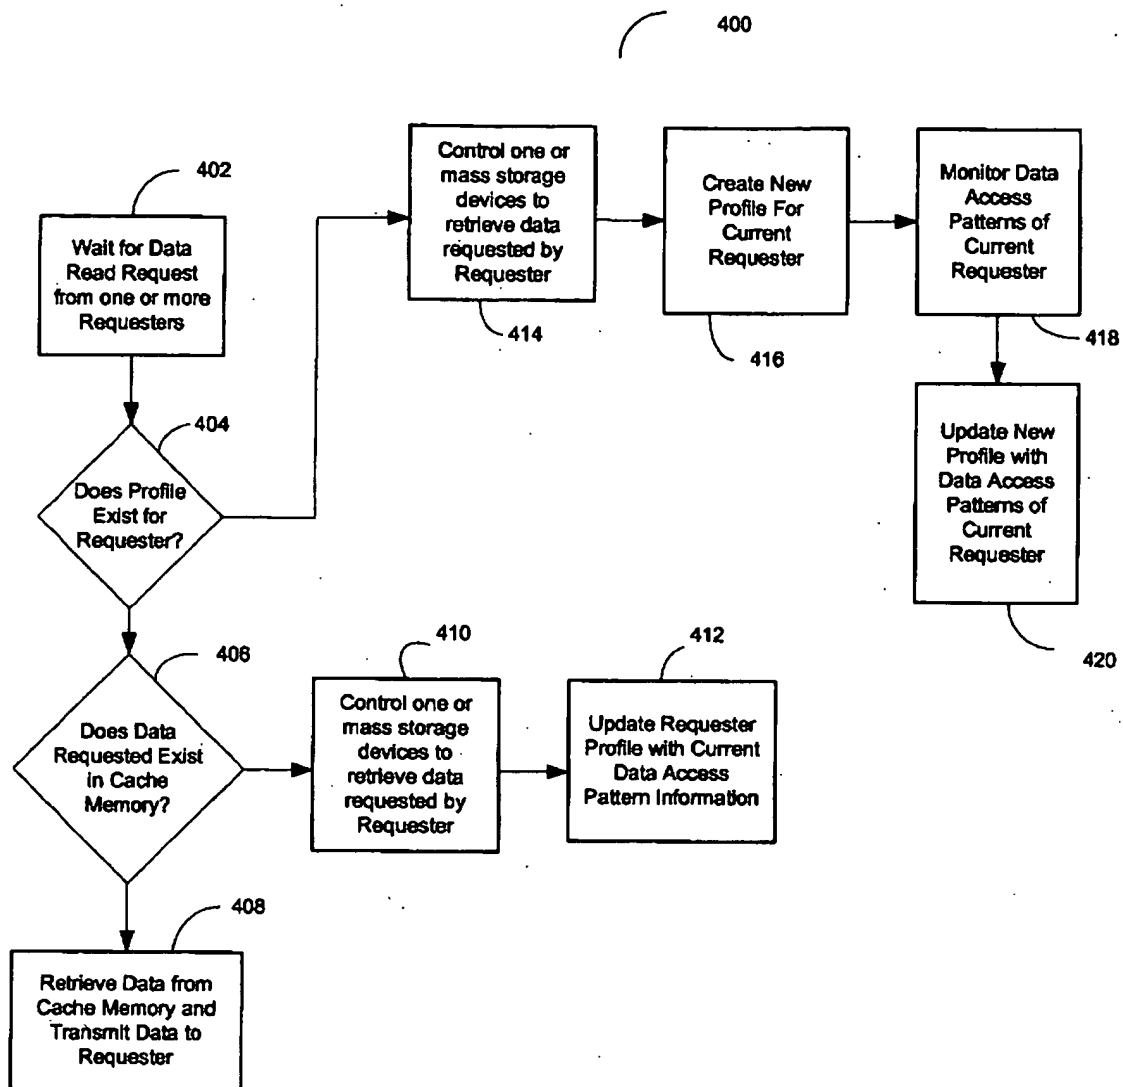 400
402
Wait for Data
Read Request
from one or more
Requesters
404
Does Profile
Exist for
Requester?
406
Does Data
Requested Exist
in Cache
Memory?
408
Retrieve Data from
Cache Memory and
Transmit Data to
Requester
410
Control one or
mass storage
devices to
retrieve data
requested by
Requester
412
Update Requester
Profile with Current
Data Access
Pattern Information
Control one or
mass storage
devices to
retrieve data
requested by
Requester
414
Create New
Profile For
Current
Requester
416
Monitor Data
Access
Patterns of
Current
Requester
418
Update New
Profile with
Data Access
Patterns of
Current
Requester
420